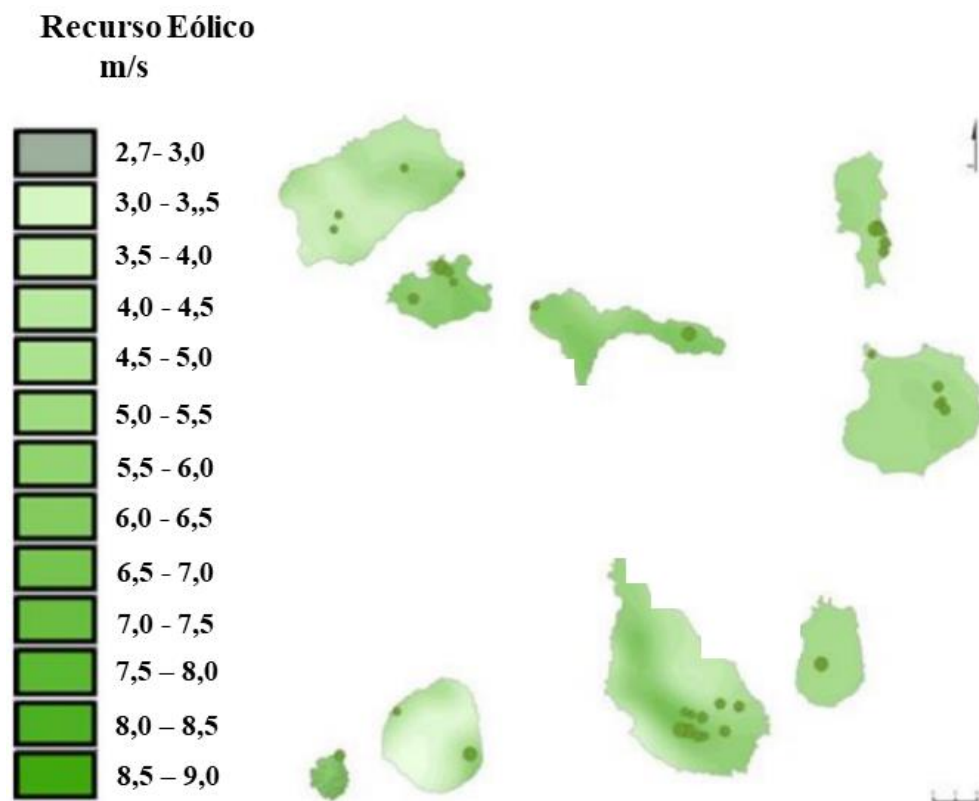 Recurso Eólico
m/s
2,7- 3,0
3,0 - 3,,5
3,5 - 4,0
4,0 - 4,5
4,5 - 5,0
5,0 - 5,5
5,5 - 6,0
6,0 - 6,5
6,5 - 7,0
7,0 - 7,5
7,5 – 8,0
8,0 – 8,5
8,5 – 9,0